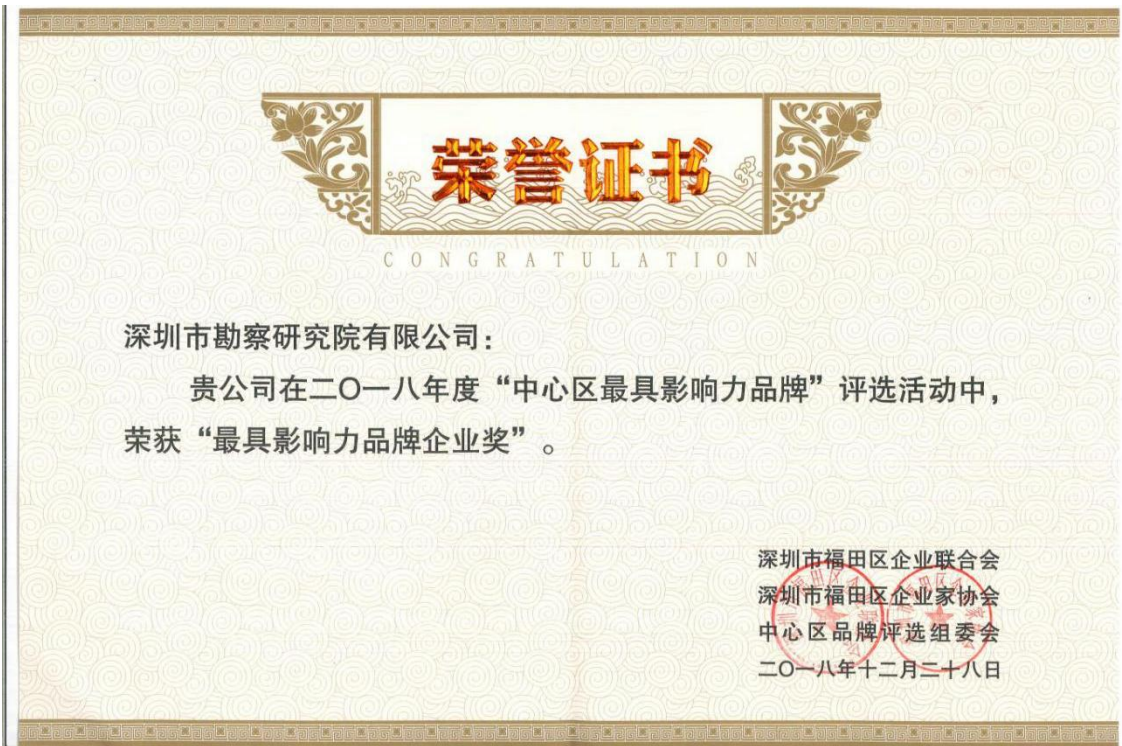 荣誉证书
CONGRATULATION
深圳市勘察研究院有限公司：
贵公司在二〇一八年度“中心区最具影响力品牌”评选活动中，
荣获“最具影响力品牌企业奖”。
深圳市福田区企业联合会
深圳市福田区企业家协会
中心区品牌评选组委会
二〇一八年十二月二十八日